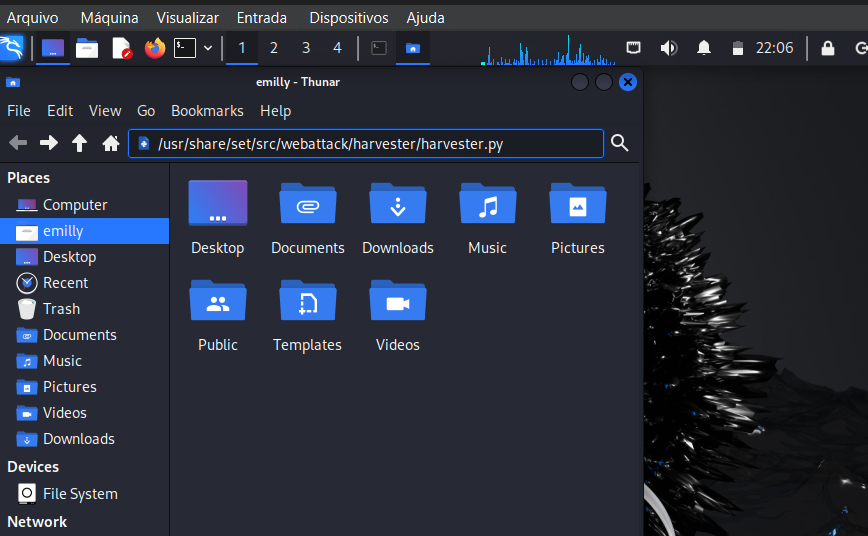 Arquivo Máquina Visualizar Entrada Dispositivos Ajuda
1 2 3 4 22:06
emilly - Thunar
File Edit View Go Bookmarks Help
/usr/share/set/src/webattack/harvester/harvester.py
Places
Computer
emilly
Desktop
Recent
Trash
Documents
Music
Pictures
Videos
Downloads
Devices
File System
Network
Desktop Documents Downloads Music Pictures
Public Templates Videos